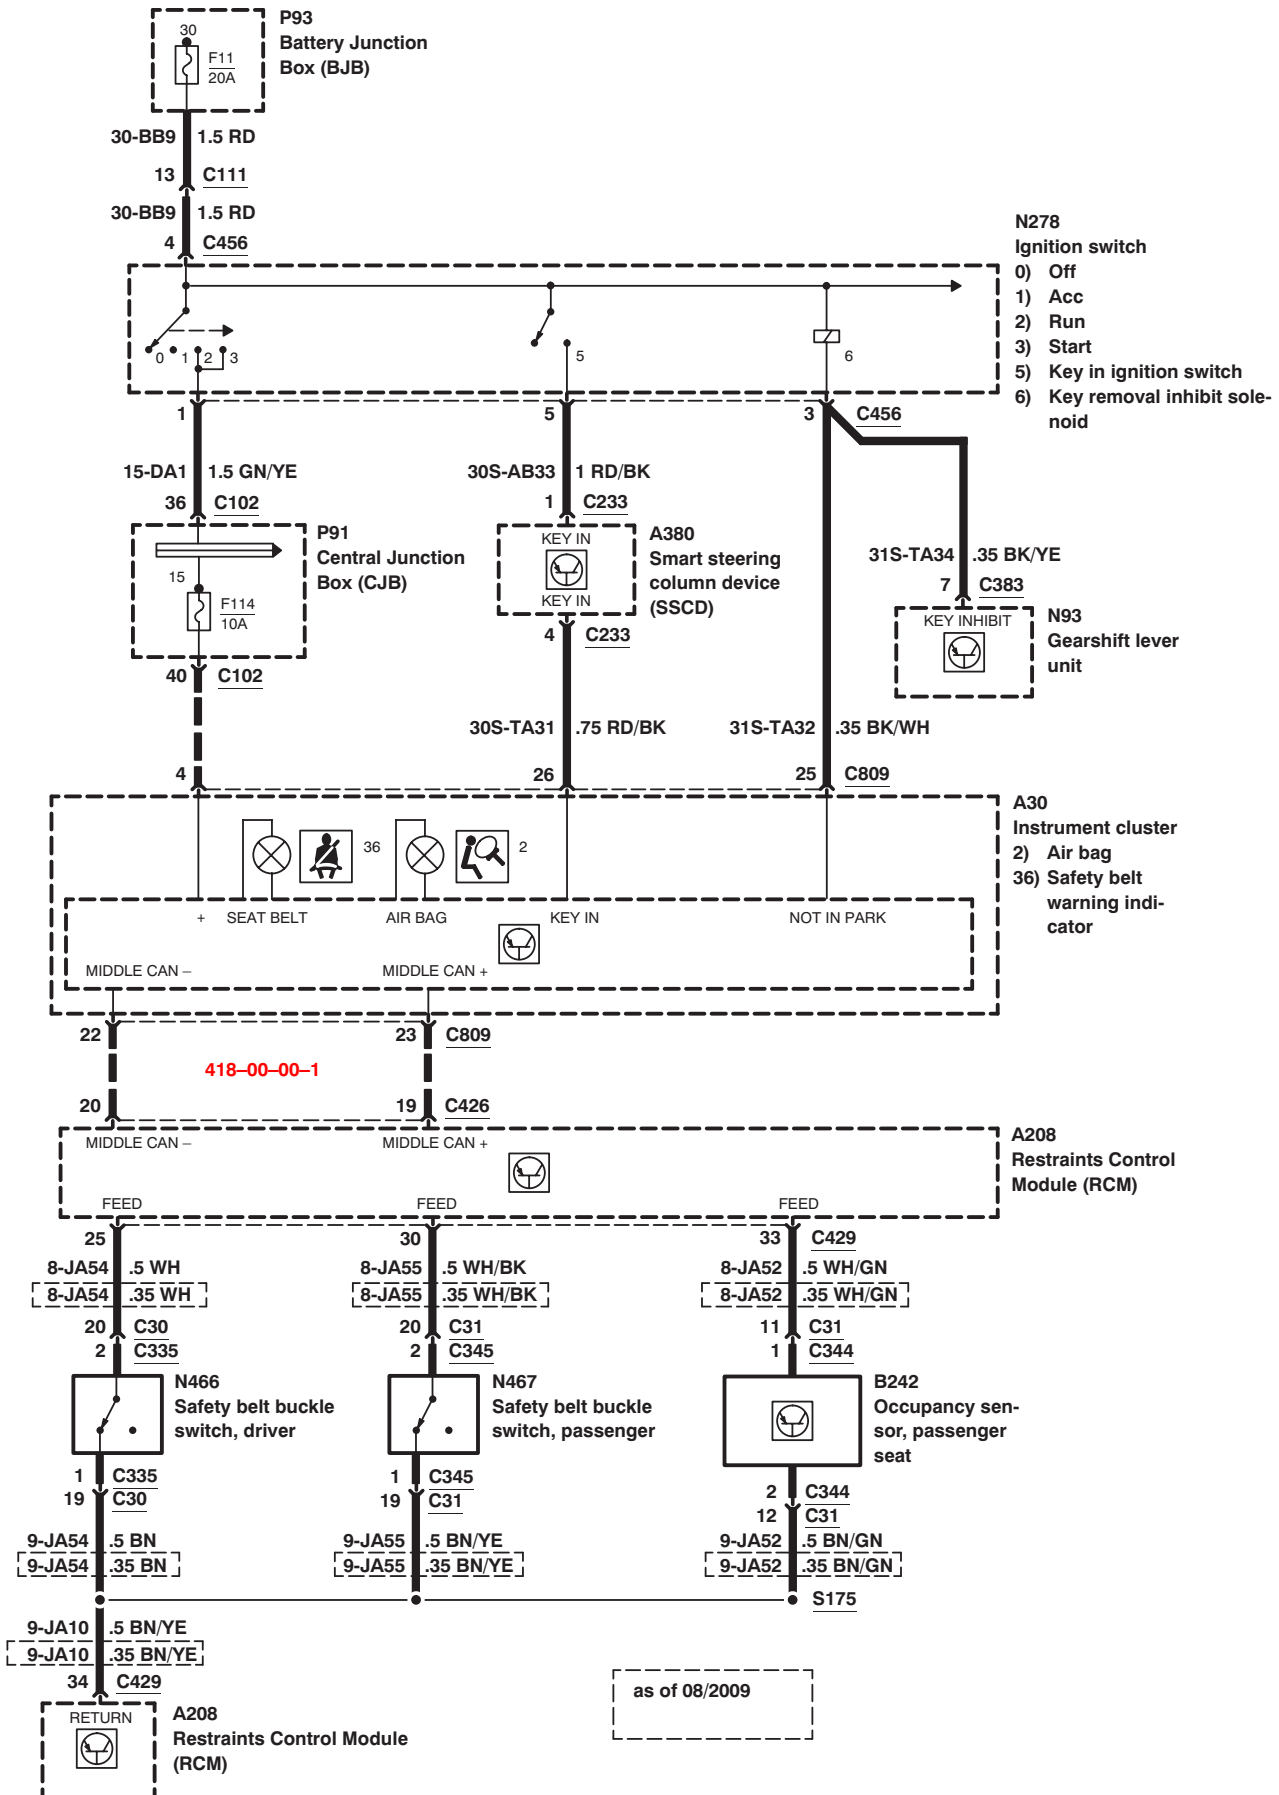 P93
Battery Junction
Box (BJB)
30
F11
20A
30-BB9 1.5 RD
13 C111
30-BB9 1.5 RD
4 C456
N278
Ignition switch
0) Off
1) Acc
2) Run
3) Start
5) Key in ignition switch
6) Key removal inhibit sole-
noid
0 1 2 3
5
6
1 5 3 C456
15-DA1 1.5 GN/YE
30S-AB33 1 RD/BK
36 C102
1 C233
P91
Central Junction
Box (CJB)
15
F114
10A
KEY IN
KEY IN
A380
Smart steering
column device
(SSCD)
31S-TA34 .35 BK/YE
7 C383
KEY INHIBIT
N93
Gearshift lever
unit
40 C102
4 C233
30S-TA31 .75 RD/BK
31S-TA32 .35 BK/WH
4 26 25 C809
A30
Instrument cluster
2) Air bag
36) Safety belt
warning indi-
cator
36 2
+ SEAT BELT AIR BAG KEY IN NOT IN PARK
MIDDLE CAN – MIDDLE CAN +
22 23 C809
418–00–00–1
20 19 C426
MIDDLE CAN – MIDDLE CAN +
A208
Restraints Control
Module (RCM)
FEED FEED FEED
25 30 33 C429
8-JA54 .5 WH 8-JA55 .5 WH/BK 8-JA52 .5 WH/GN
8-JA54 .35 WH 8-JA55 .35 WH/BK 8-JA52 .35 WH/GN
20 C30 20 C31 11 C31
2 C335 2 C345 1 C344
N466
Safety belt buckle
switch, driver
N467
Safety belt buckle
switch, passenger
B242
Occupancy sen-
sor, passenger
seat
1 C335 1 C345 2 C344
19 C30 19 C31 12 C31
9-JA54 .5 BN 9-JA55 .5 BN/YE 9-JA52 .5 BN/GN
9-JA54 .35 BN 9-JA55 .35 BN/YE 9-JA52 .35 BN/GN
S175
9-JA10 .5 BN/YE
9-JA10 .35 BN/YE
34 C429
RETURN
A208
Restraints Control Module
(RCM)
as of 08/2009